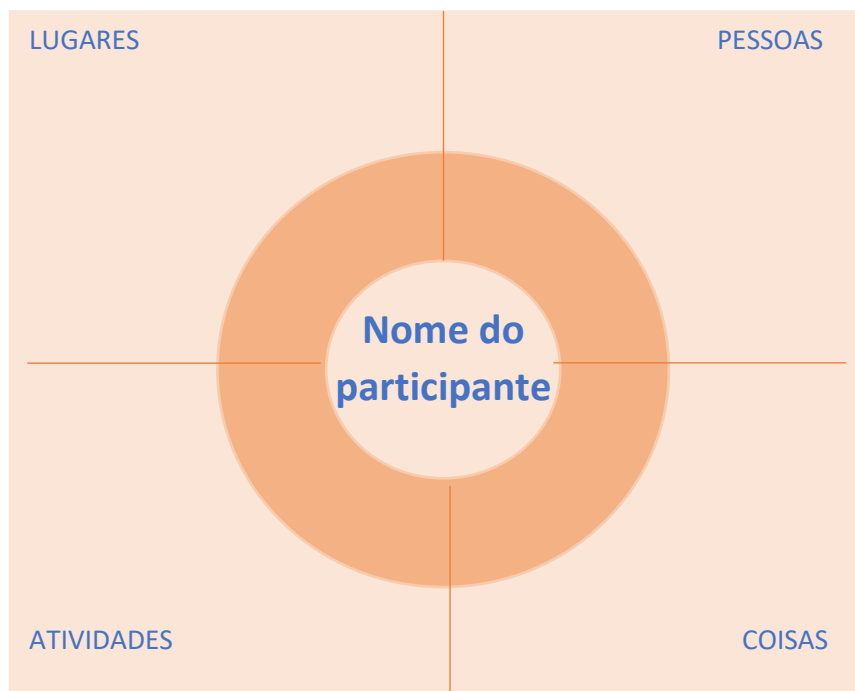 LUGARES
PESSOAS
Nome do
participante
ATIVIDADES
COISAS